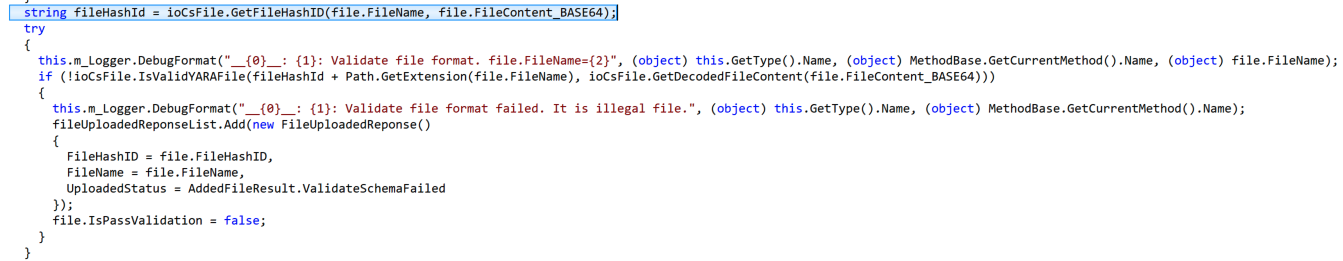 string fileHashId = ioCsFile.GetFileHashID(file.FileName, file.FileContent_BASE64);
try
{
this.m_Logger.DebugFormat("__{0}__: {1}: Validate file format. file.FileName={2}", (object) this.GetType().Name, (object) MethodBase.GetCurrentMethod().Name, (object) file.FileName);
if (!ioCsFile.IsValidYARAFile(fileHashId + Path.GetExtension(file.FileName), ioCsFile.GetDecodedFileContent(file.FileContent_BASE64)))
{
this.m_Logger.DebugFormat("__{0}__: {1}: Validate file format failed. It is illegal file.", (object) this.GetType().Name, (object) MethodBase.GetCurrentMethod().Name);
fileUploadedReponseList.Add(new FileUploadedReponse()
{
FileHashID = file.FileHashID,
FileName = file.FileName,
UploadedStatus = AddedFileResult.ValidateSchemaFailed
});
file.IsPassValidation = false;
}
}